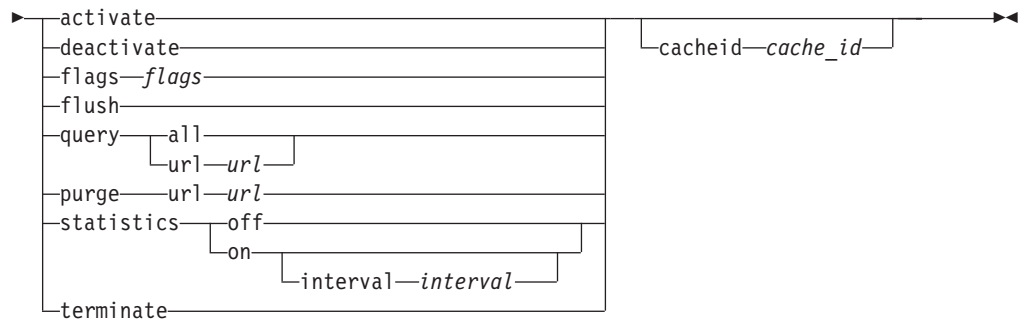 activate
deactivate cacheid cache_id
flags flags
flush
query all
url url
purge url url
statistics off
on
interval interval
terminate